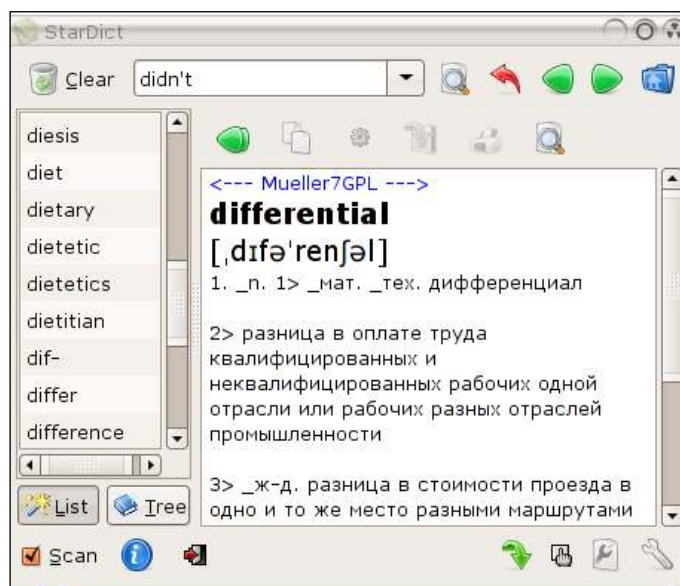 StarDict
Clear
didn't
diesis
diet
dietary
dietetic
dietetics
dietitian
dif-
differ
difference
List
Tree
<--- Mueller7GPL --->
differential
[ˌdɪfə'renʃəl]
1. _n. 1> _мат. _тех. дифференциал
2> разница в оплате труда
квалифицированных и
неквалифицированных рабочих одной
отрасли или рабочих разных отраслей
промышленности
3> _ж-д. разница в стоимости проезда в
одно и то же место разными маршрутами
Scan